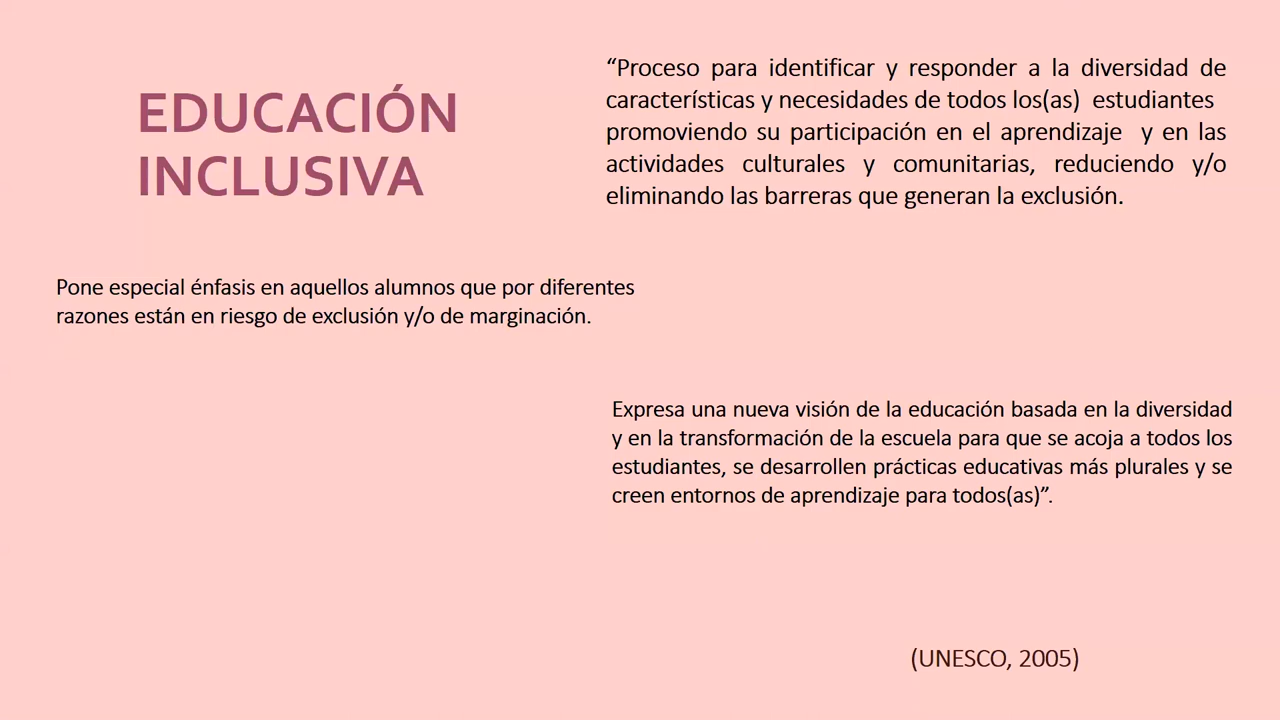 EDUCACIÓN
INCLUSIVA
“Proceso para identificar y responder a la diversidad de
características y necesidades de todos los(as) estudiantes
promoviendo su participación en el aprendizaje y en las
actividades culturales y comunitarias, reduciendo y/o
eliminando las barreras que generan la exclusión.
Pone especial énfasis en aquellos alumnos que por diferentes
razones están en riesgo de exclusión y/o de marginación.
Expresa una nueva visión de la educación basada en la diversidad
y en la transformación de la escuela para que se acoja a todos los
estudiantes, se desarrollen prácticas educativas más plurales y se
creen entornos de aprendizaje para todos(as)”.
(UNESCO, 2005)